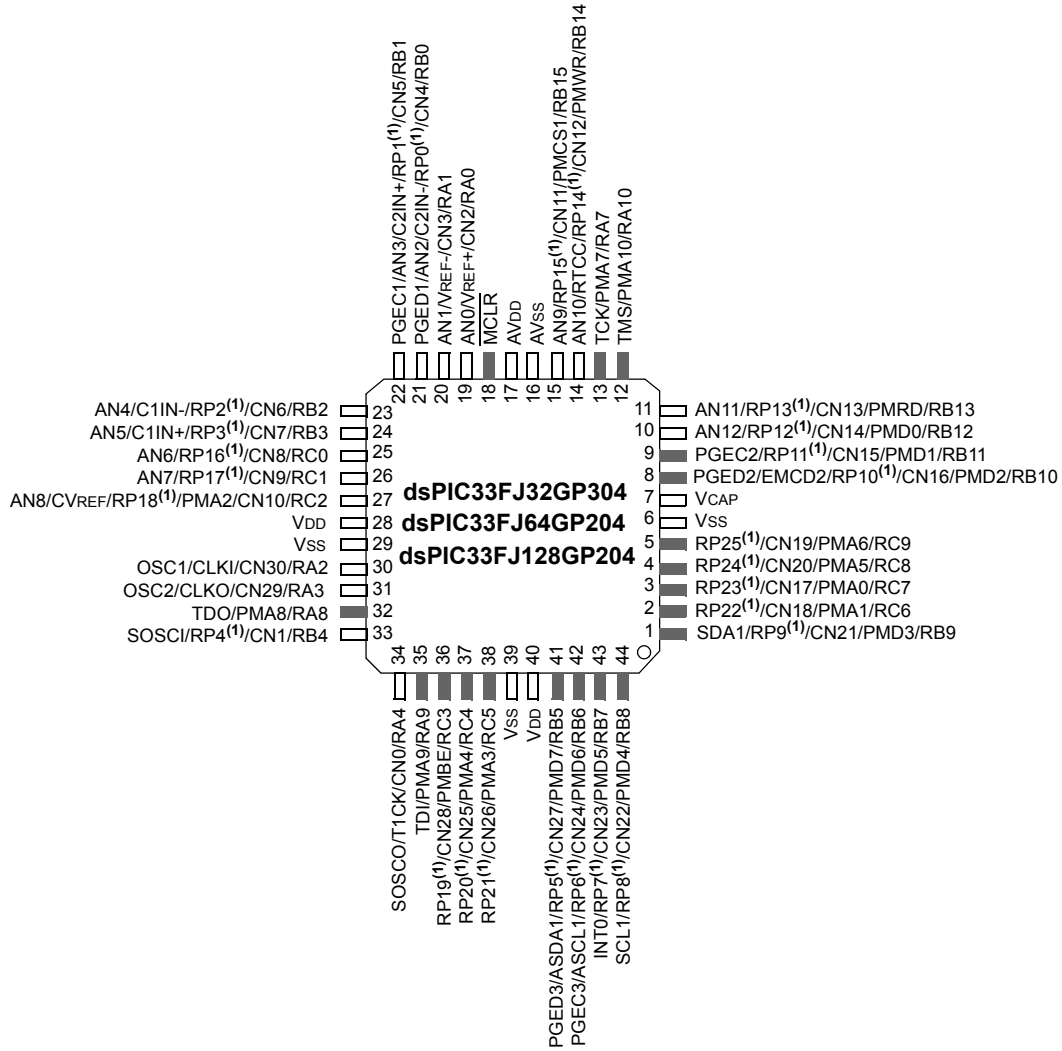 PGEC1/AN3/C2IN+/RP1(1)/CN5/RB1
PGED1/AN2/C2IN-/RP0(1)/CN4/RB0
AN1/VREF-/CN3/RA1
AN0/VREF+/CN2/RA0
MCLR
AVDD
AVSS
AN9/RP15(1)/CN11/PMCS1/RB15
AN10/RTCC/RP14(1)/CN12/PMWR/RB14
TCK/PMA7/RA7
TMS/PMA10/RA10
22
21
20
19
18
17
16
15
14
13
12
AN4/C1IN-/RP2(1)/CN6/RB2 23
AN5/C1IN+/RP3(1)/CN7/RB3 24
AN6/RP16(1)/CN8/RC0 25
AN7/RP17(1)/CN9/RC1 26
AN8/CVREF/RP18(1)/PMA2/CN10/RC2 27
VDD 28
VSS 29
OSC1/CLKI/CN30/RA2 30
OSC2/CLKO/CN29/RA3 31
TDO/PMA8/RA8 32
SOSCI/RP4(1)/CN1/RB4 33
dsPIC33FJ32GP304
dsPIC33FJ64GP204
dsPIC33FJ128GP204
11 AN11/RP13(1)/CN13/PMRD/RB13
10 AN12/RP12(1)/CN14/PMD0/RB12
9 PGEC2/RP11(1)/CN15/PMD1/RB11
8 PGED2/EMCD2/RP10(1)/CN16/PMD2/RB10
7 VCAP
6 VSS
5 RP25(1)/CN19/PMA6/RC9
4 RP24(1)/CN20/PMA5/RC8
3 RP23(1)/CN17/PMA0/RC7
2 RP22(1)/CN18/PMA1/RC6
1 SDA1/RP9(1)/CN21/PMD3/RB9
34
35
36
37
38
39
40
41
42
43
44
SOSCO/T1CK/CN0/RA4
TDI/PMA9/RA9
RP19(1)/CN28/PMBE/RC3
RP20(1)/CN25/PMA4/RC4
RP21(1)/CN26/PMA3/RC5
VSS
VDD
PGED3/ASDA1/RP5(1)/CN27/PMD7/RB5
PGEC3/ASCL1/RP6(1)/CN24/PMD6/RB6
INT0/RP7(1)/CN23/PMD5/RB7
SCL1/RP8(1)/CN22/PMD4/RB8